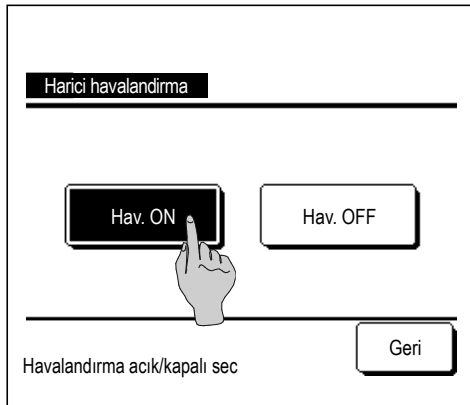 Harici havalandirma
Hav. ON
Hav. OFF
Geri
Havalandırma acık/kapalı sec